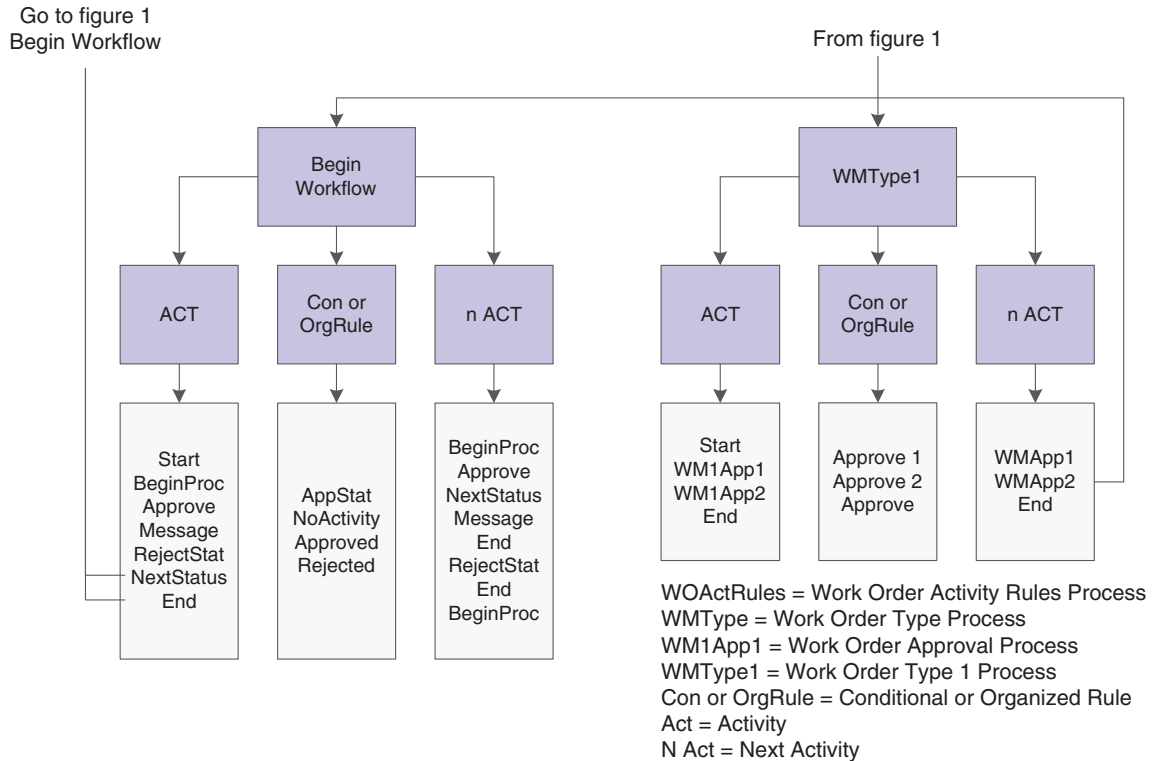 Go to figure 1
Begin Workflow
From figure 1
Begin
Workflow
WMType1
ACT
Con or
OrgRule
n ACT
ACT
Con or
OrgRule
n ACT
Start
BeginProc
Approve
Message
RejectStat
NextStatus
End
AppStat
NoActivity
Approved
Rejected
BeginProc
Approve
NextStatus
Message
End
RejectStat
End
BeginProc
Start
WM1App1
WM1App2
End
Approve 1
Approve 2
Approve
WMApp1
WMApp2
End
WOActRules = Work Order Activity Rules Process
WMType = Work Order Type Process
WM1App1 = Work Order Approval Process
WMType1 = Work Order Type 1 Process
Con or OrgRule = Conditional or Organized Rule
Act = Activity
N Act = Next Activity